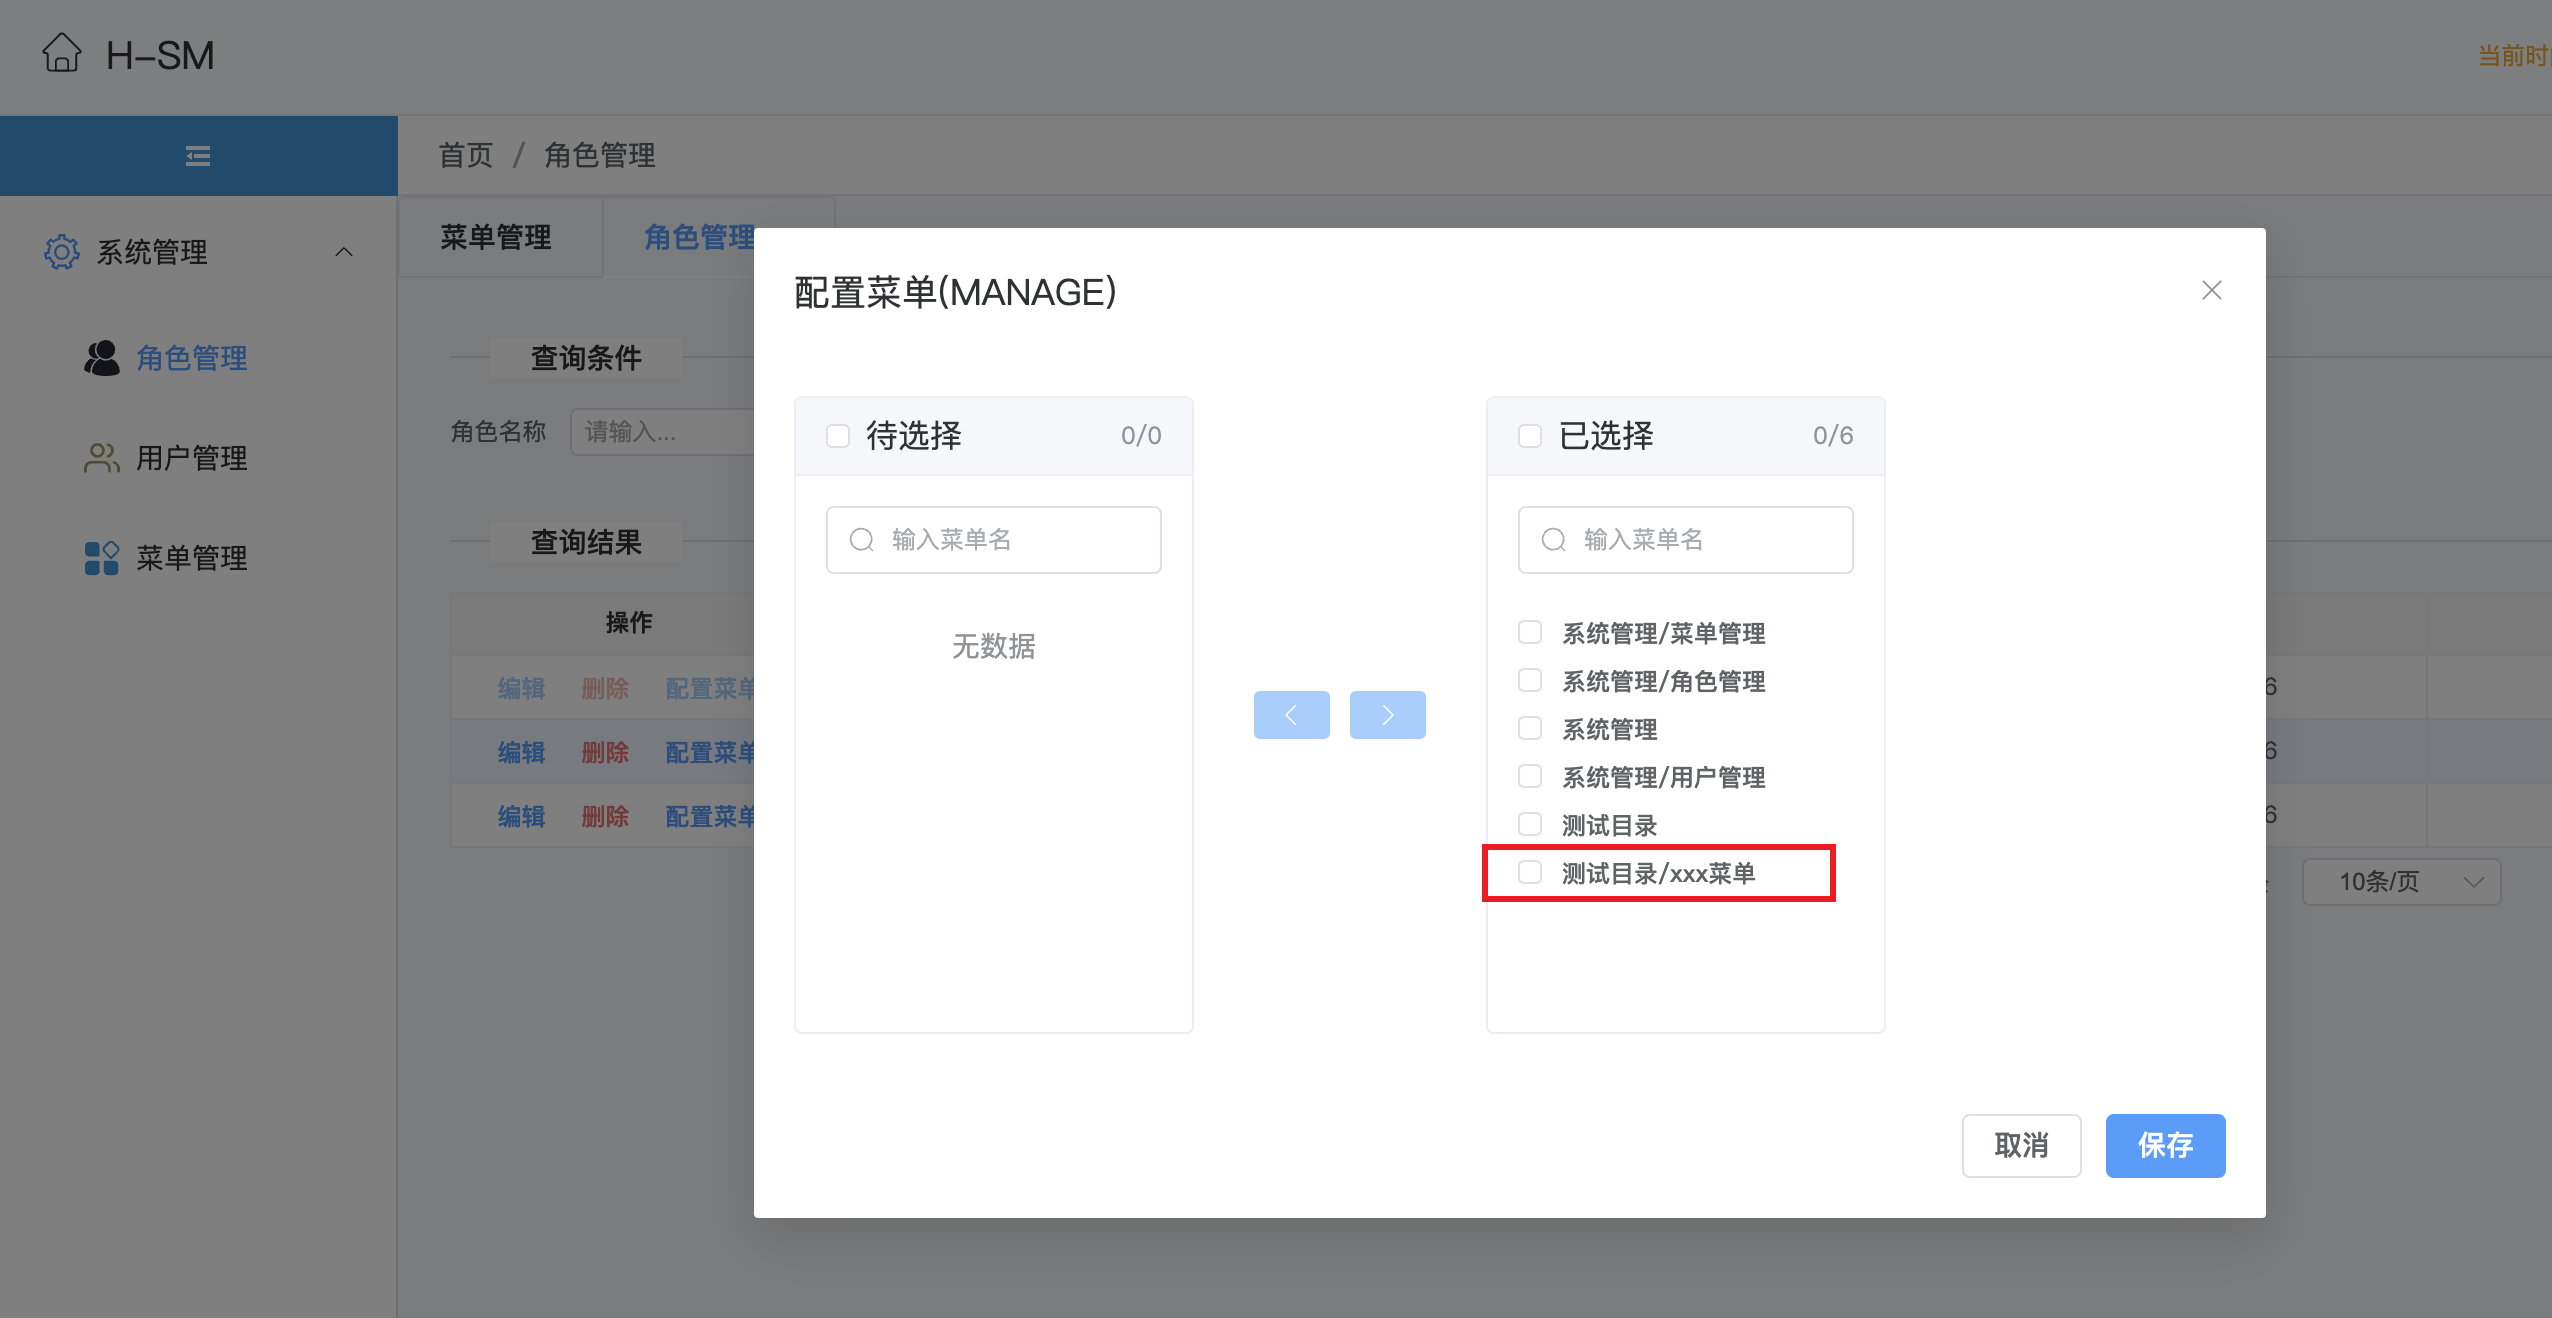 H-SM
当前时
首页 / 角色管理
系统管理
角色管理
用户管理
菜单管理
菜单管理
角色管理
查询条件
角色名称
请输入...
查询结果
操作
编辑 删除 配置菜单
编辑 删除 配置菜单
编辑 删除 配置菜单
6
6
6
10条/页
配置菜单(MANAGE)
待选择 0/0
输入菜单名
无数据
已选择 0/6
输入菜单名
系统管理/菜单管理
系统管理/角色管理
系统管理
系统管理/用户管理
测试目录
测试目录/xxx菜单
取消
保存